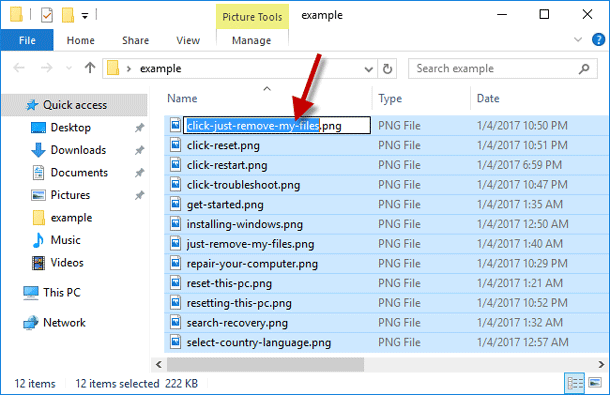 Picture Tools example
File Home Share View Manage
example Search example
Quick access
Desktop
Downloads
Documents
Pictures
example
Music
Videos
This PC
Network
Name Type Date
click-just-remove-my-files.png PNG File 1/4/2017 10:50 PM
click-reset.png PNG File 1/4/2017 10:51 PM
click-restart.png PNG File 1/4/2017 6:59 PM
click-troubleshoot.png PNG File 1/4/2017 10:47 PM
get-started.png PNG File 1/4/2017 1:35 AM
installing-windows.png PNG File 1/4/2017 12:50 AM
just-remove-my-files.png PNG File 1/4/2017 1:40 AM
repair-your-computer.png PNG File 1/4/2017 10:29 PM
reset-this-pc.png PNG File 1/4/2017 1:21 AM
resetting-this-pc.png PNG File 1/4/2017 10:52 PM
search-recovery.png PNG File 1/4/2017 1:32 AM
select-country-language.png PNG File 1/4/2017 12:57 AM
12 items 12 items selected 222 KB